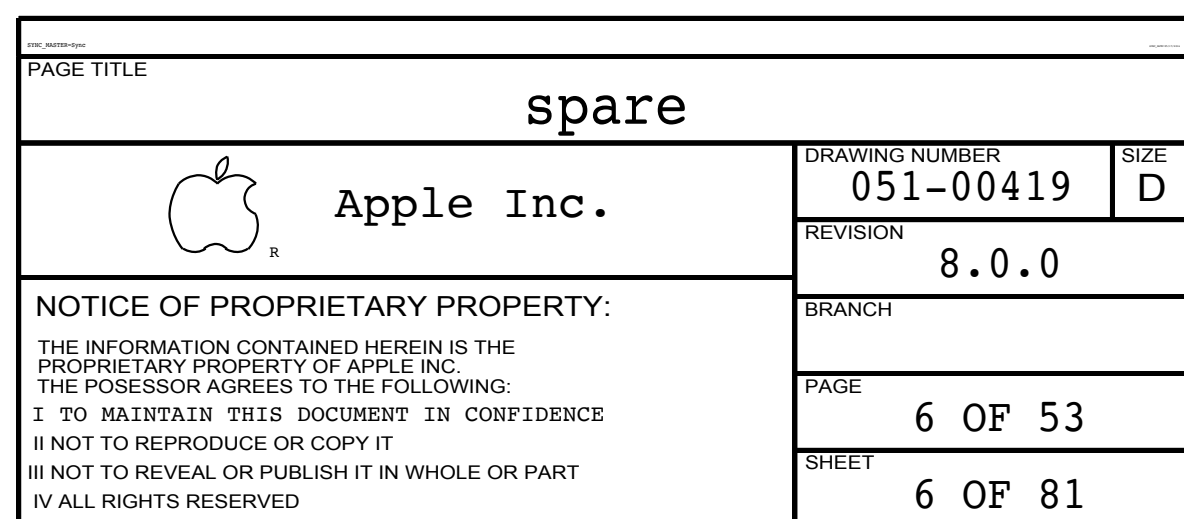 SYNC_MASTER=Sync
PAGE TITLE
spare
Apple Inc.
R
DRAWING NUMBER
051-00419
SIZE
D
REVISION
8.0.0
NOTICE OF PROPRIETARY PROPERTY:
BRANCH
THE INFORMATION CONTAINED HEREIN IS THE
PROPRIETARY PROPERTY OF APPLE INC.
THE POSESSOR AGREES TO THE FOLLOWING:
I TO MAINTAIN THIS DOCUMENT IN CONFIDENCE
II NOT TO REPRODUCE OR COPY IT
III NOT TO REVEAL OR PUBLISH IT IN WHOLE OR PART
IV ALL RIGHTS RESERVED
PAGE
6 OF 53
SHEET
6 OF 81